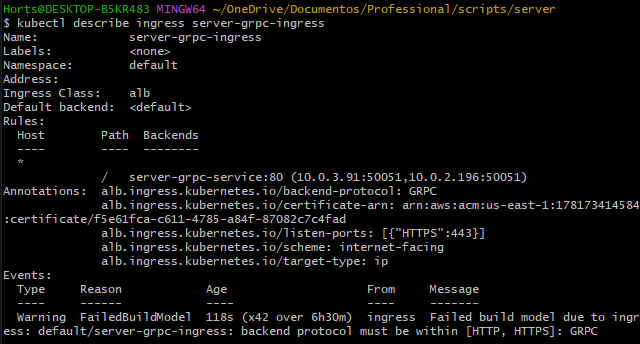 Horts@DESKTOP-B5KR483 MINGW64 ~/OneDrive/Documentos/Professional/scripts/server
$ kubectl describe ingress server-grpc-ingress
Name:             server-grpc-ingress
Labels:           <none>
Namespace:        default
Address:
Ingress Class:    alb
Default backend:  <default>
Rules:
  Host        Path  Backends
  ----        ----  --------
  *
              /   server-grpc-service:80 (10.0.3.91:50051,10.0.2.196:50051)
Annotations:  alb.ingress.kubernetes.io/backend-protocol: GRPC
              alb.ingress.kubernetes.io/certificate-arn: arn:aws:acm:us-east-1:178173414584
:certificate/f5e61fca-c611-4785-a84f-87082c7c4fad
              alb.ingress.kubernetes.io/listen-ports: [{"HTTPS":443}]
              alb.ingress.kubernetes.io/scheme: internet-facing
              alb.ingress.kubernetes.io/target-type: ip
Events:
  Type     Reason            Age                    From     Message
  ----     ------            ----                   ----     -------
  Warning  FailedBuildModel  118s (x42 over 6h30m)  ingress  Failed build model due to ingr
ess: default/server-grpc-ingress: backend protocol must be within [HTTP, HTTPS]: GRPC